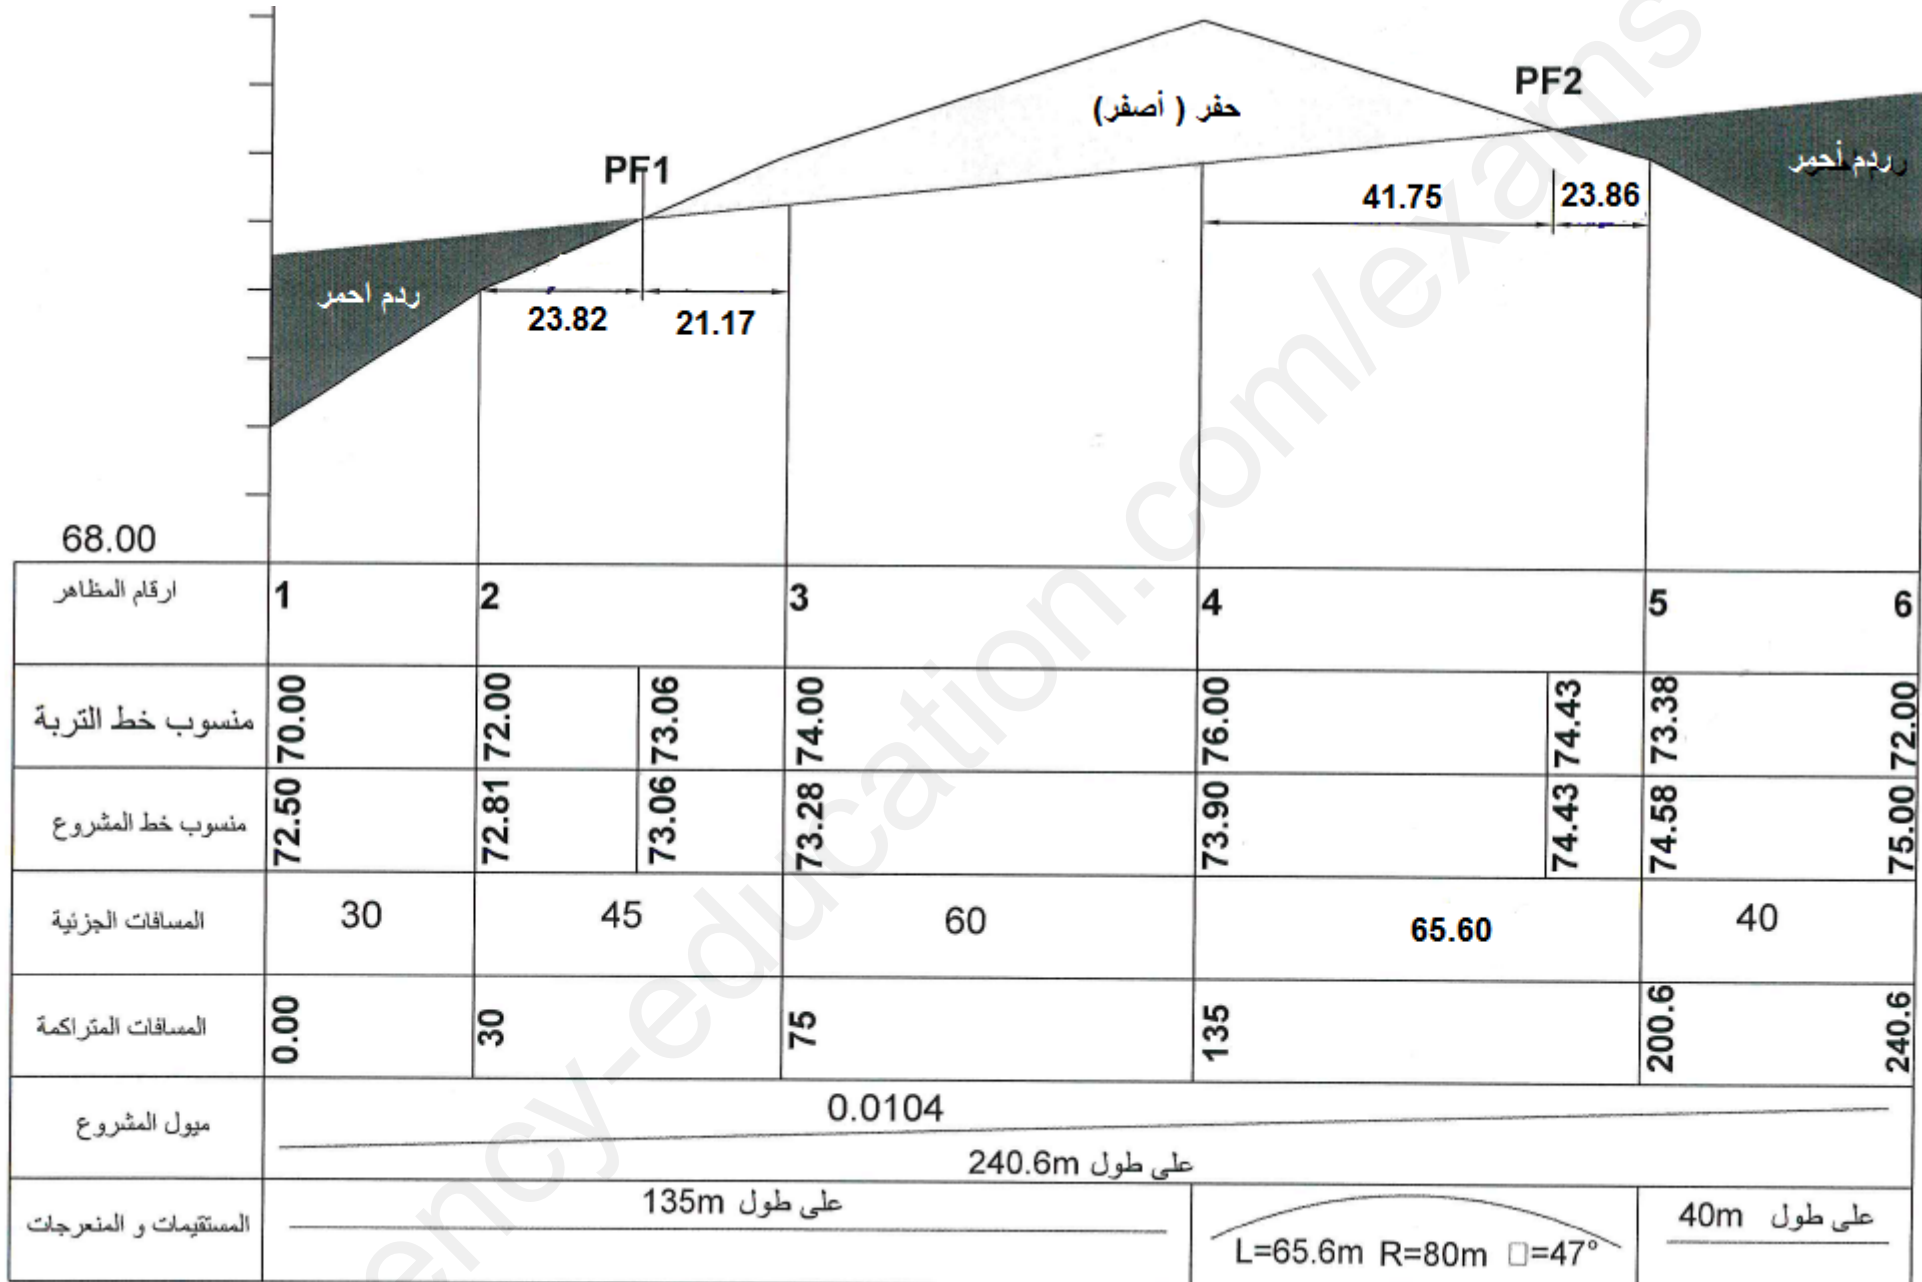 PF1
PF2
حفر ( أصفر)
ردم احمر
ردم أحمر
23.82
21.17
41.75
23.86
68.00
ارقام المظاهر
1
2
3
4
5
6
منسوب خط التربة
70.00
72.00
73.06
74.00
76.00
74.43
73.38
72.00
منسوب خط المشروع
72.50
72.81
73.06
73.28
73.90
74.43
74.58
75.00
المسافات الجزئية
30
45
60
65.60
40
المسافات المتراكمة
0.00
30
75
135
200.6
240.6
ميول المشروع
0.0104
على طول 240.6m
المستقيمات و المنعرجات
على طول 135m
L=65.6m R=80m □=47°
على طول 40m
ency-education.com/exams